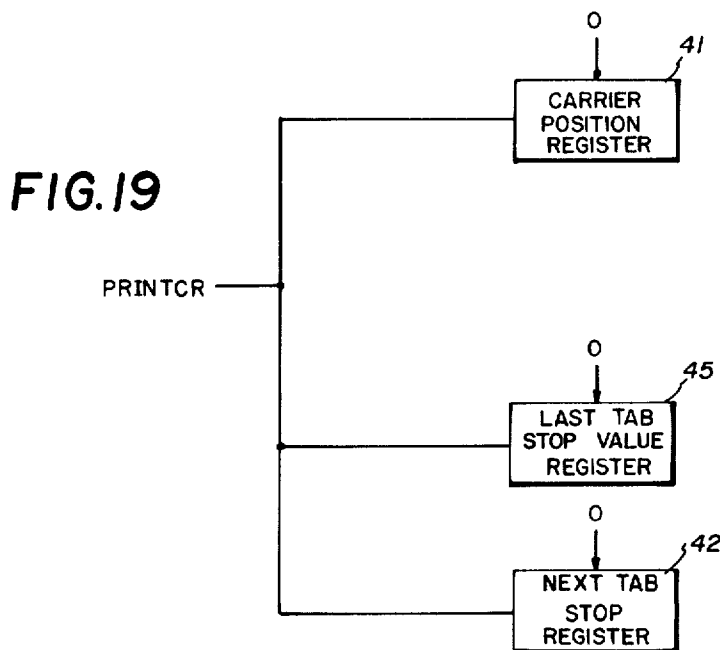 0
41
CARRIER
POSITION
REGISTER
FIG.19
PRINTCR
0
45
LAST TAB
STOP VALUE
REGISTER
0
42
NEXT TAB
STOP
REGISTER